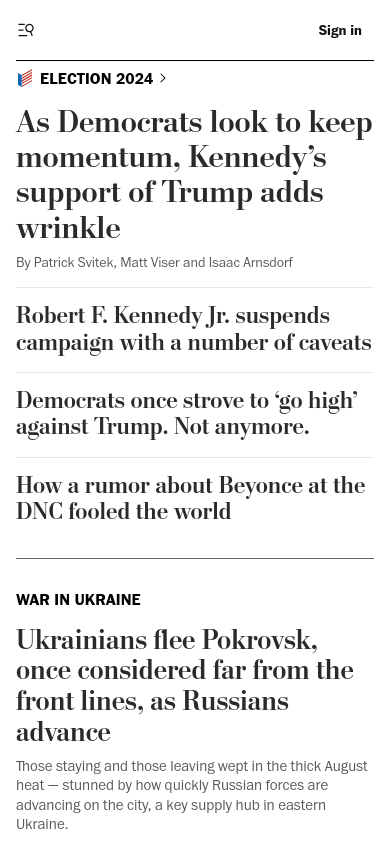 Sign in
ELECTION 2024
As Democrats look to keep
momentum, Kennedy’s
support of Trump adds
wrinkle
By Patrick Svitek, Matt Viser and Isaac Arnsdorf
Robert F. Kennedy Jr. suspends
campaign with a number of caveats
Democrats once strove to ‘go high’
against Trump. Not anymore.
How a rumor about Beyonce at the
DNC fooled the world
WAR IN UKRAINE
Ukrainians flee Pokrovsk,
once considered far from the
front lines, as Russians
advance
Those staying and those leaving wept in the thick August
heat — stunned by how quickly Russian forces are
advancing on the city, a key supply hub in eastern
Ukraine.